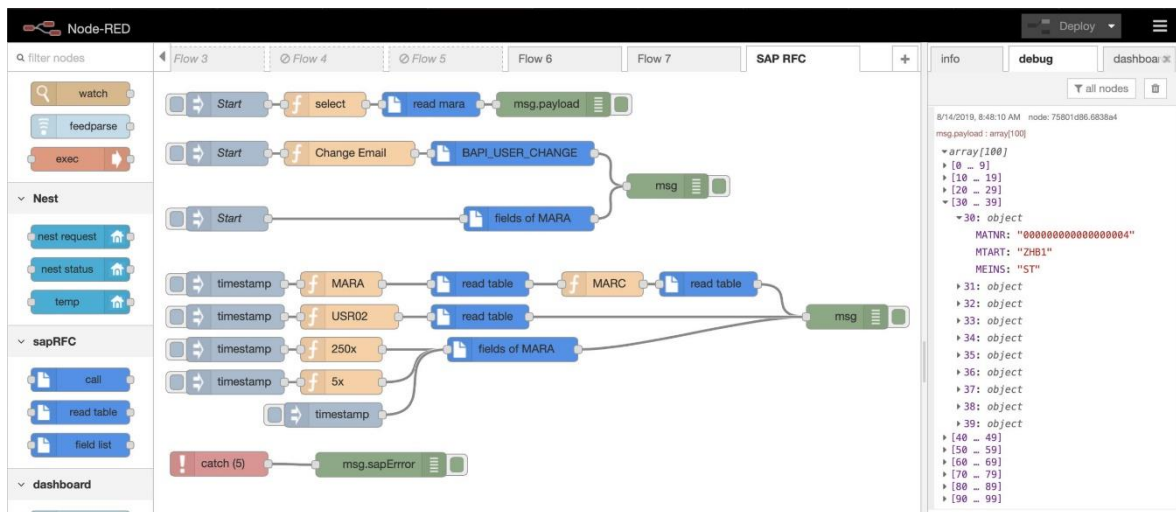 Node-RED
Deploy
filter nodes
Flow 3
Flow 4
Flow 5
Flow 6
Flow 7
SAP RFC
+
info
debug
dashboa
all nodes
watch
feedparse
exec
Nest
nest request
nest status
temp
sapRFC
call
read table
field list
dashboard
Start
select
read mara
msg.payload
Start
Change Email
BAPI_USER_CHANGE
msg
Start
fields of MARA
timestamp
MARA
read table
MARC
read table
timestamp
USR02
read table
msg
timestamp
250x
fields of MARA
timestamp
5x
timestamp
catch (5)
msg.sapErrror
8/14/2019, 8:48:10 AM node: 75801d86.6838a4
msg.payload : array[100]
array[100]
[0 … 9]
[10 … 19]
[20 … 29]
[30 … 39]
30: object
MATNR: "000000000000000004"
MTART: "ZHB1"
MEINS: "ST"
31: object
32: object
33: object
34: object
35: object
36: object
37: object
38: object
39: object
[40 … 49]
[50 … 59]
[60 … 69]
[70 … 79]
[80 … 89]
[90 … 99]